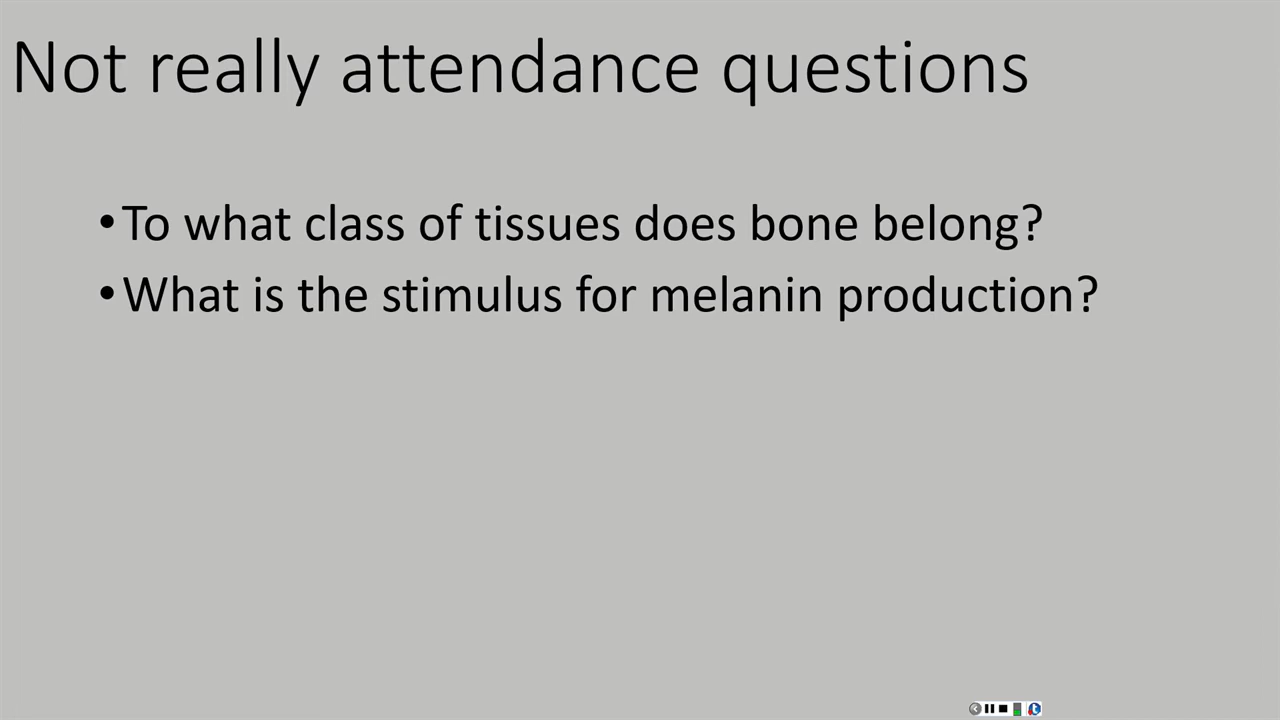 Not really attendance questions
•To what class of tissues does bone belong?
•What is the stimulus for melanin production?